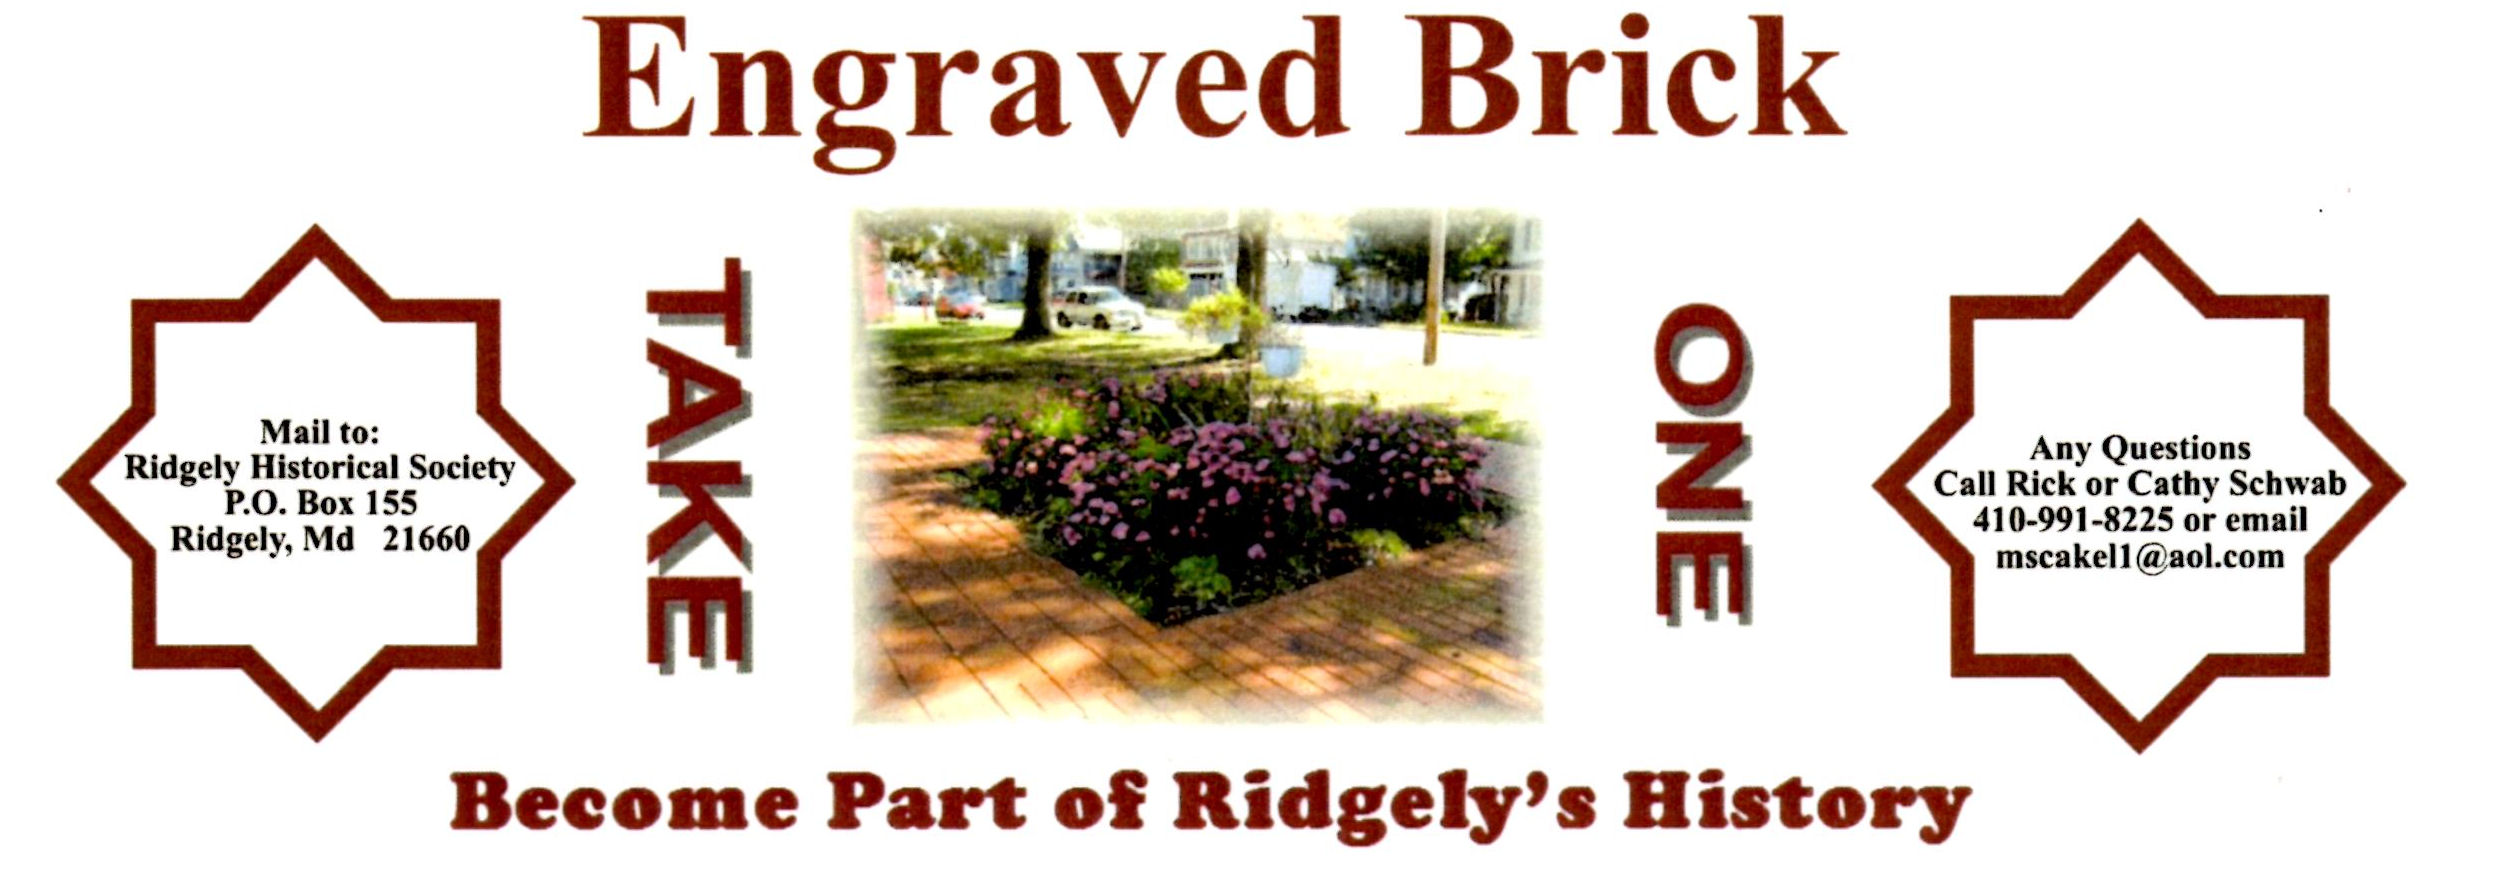 Engraved Brick
Mail to:
Ridgely Historical Society
P.O. Box 155
Ridgely, Md 21660
TAKE
ONE
Any Questions
Call Rick or Cathy Schwab
410-991-8225 or email
mscakel1@aol.com
Become Part of Ridgely's History